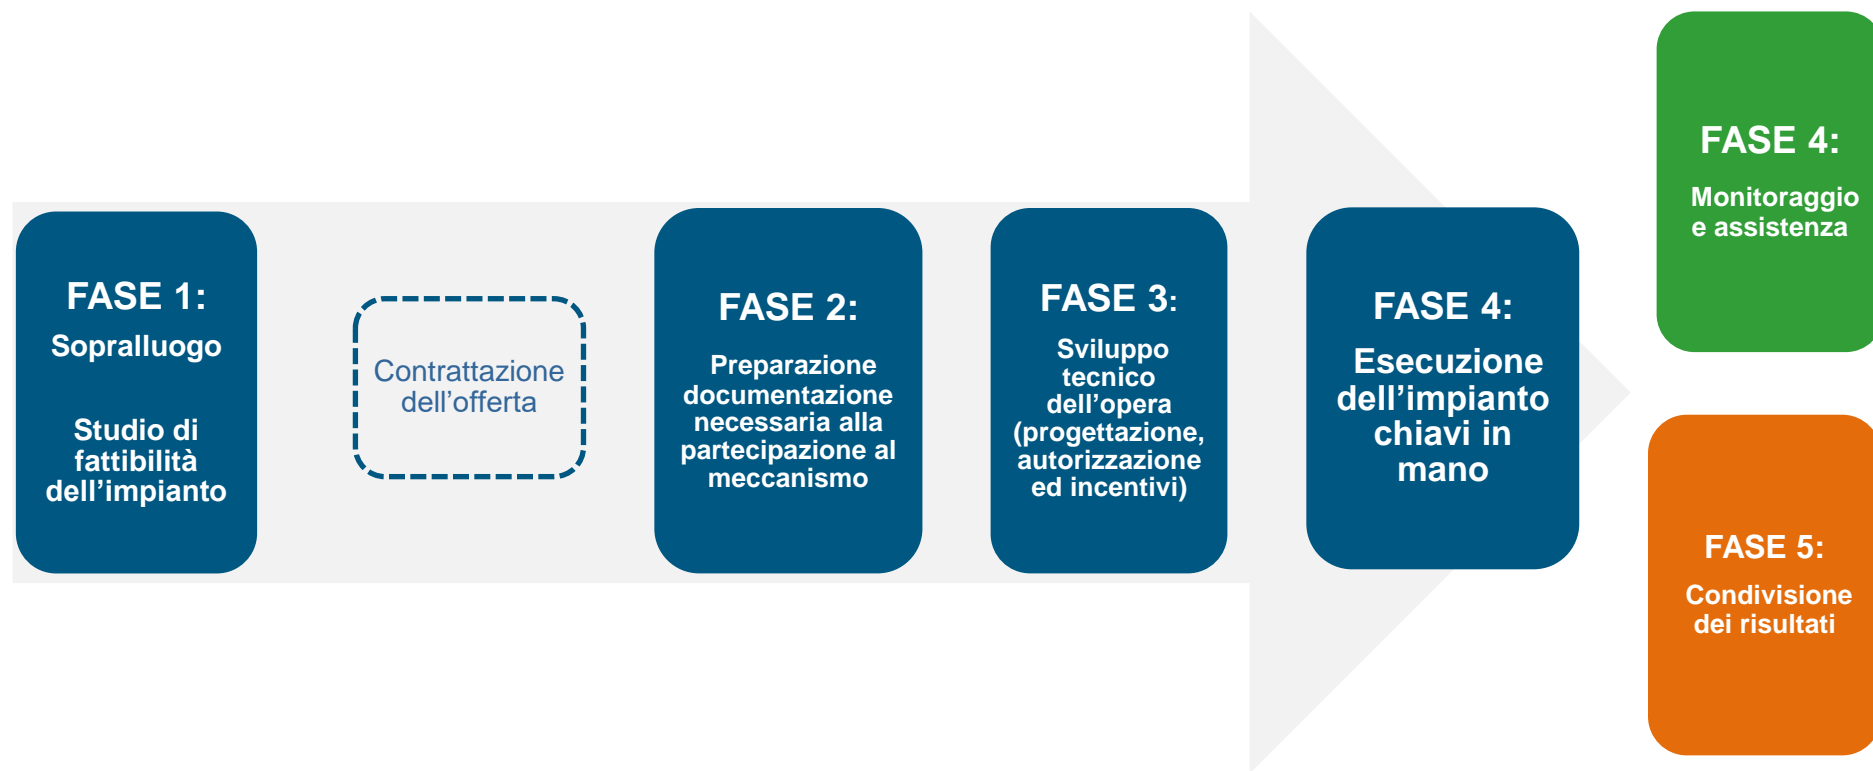 FASE 1:
Sopralluogo
Studio di
fattibilità
dell’impianto
Contrattazione
dell’offerta
FASE 2:
Preparazione
documentazione
necessaria alla
partecipazione al
meccanismo
FASE 3:
Sviluppo
tecnico
dell’opera
(progettazione,
autorizzazione
ed incentivi)
FASE 4:
Esecuzione
dell’impianto
chiavi in
mano
FASE 4:
Monitoraggio
e assistenza
FASE 5:
Condivisione
dei risultati